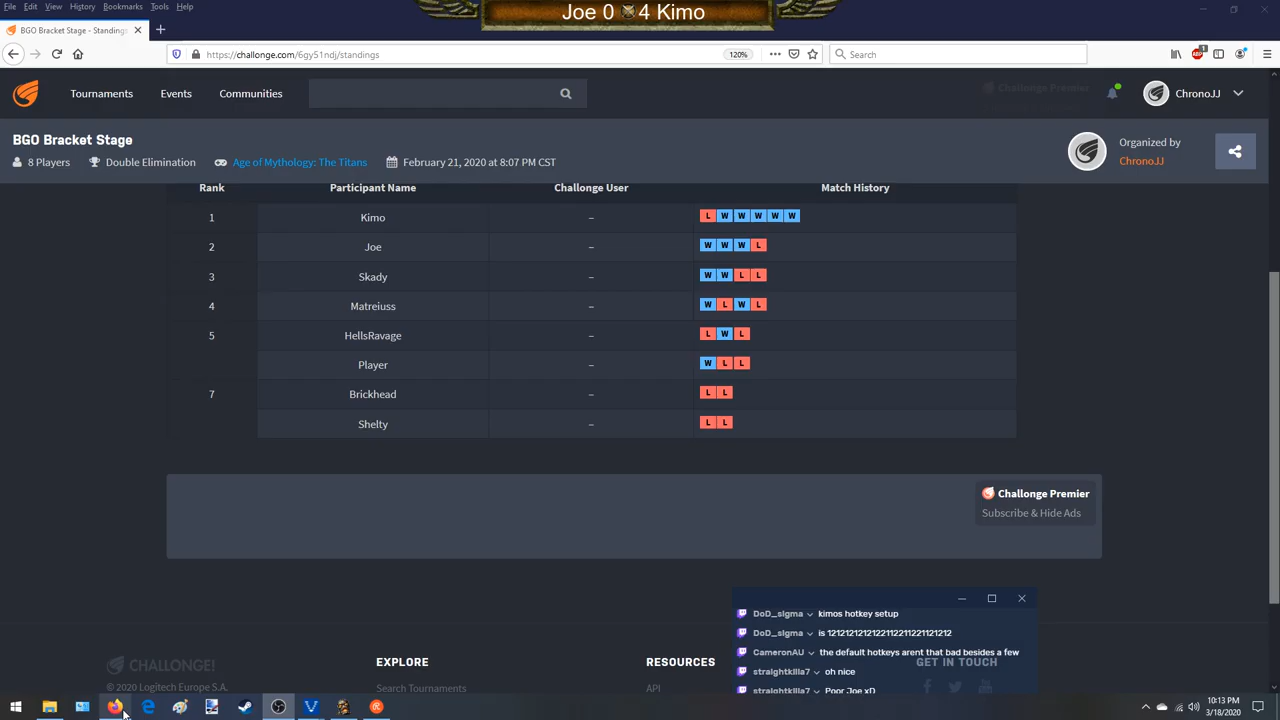 File Edit View History Bookmarks Tools Help
Joe 0 4 Kimo
BGO Bracket Stage - Standings
https://challonge.com/6gy51ndj/standings
120%
Search
Tournaments Events Communities
Challonge Premier
ChronoJJ
BGO Bracket Stage
8 Players Double Elimination Age of Mythology: The Titans February 21, 2020 at 8:07 PM CST
Organized by
ChronoJJ
Rank Participant Name Challonge User Match History
1 Kimo – L W W W W W
2 Joe – W W W L
3 Skady – W W L L
4 Matreiuss – W L W L
5 HellsRavage – L W L
Player – W L L
7 Brickhead – L L
Shelty – L L
Challonge Premier
Subscribe & Hide Ads
DoD_sigma kimos hotkey setup
DoD_sigma is 1212121212122112211221121212
CameronAU the default hotkeys arent that bad besides a few
straightkilla7 oh nice
straightkilla7 Poor Joe xD
CHALLONGE! EXPLORE RESOURCES GET IN TOUCH
© 2020 Logitech Europe S.A. Search Tournaments API
10:13 PM
3/18/2020